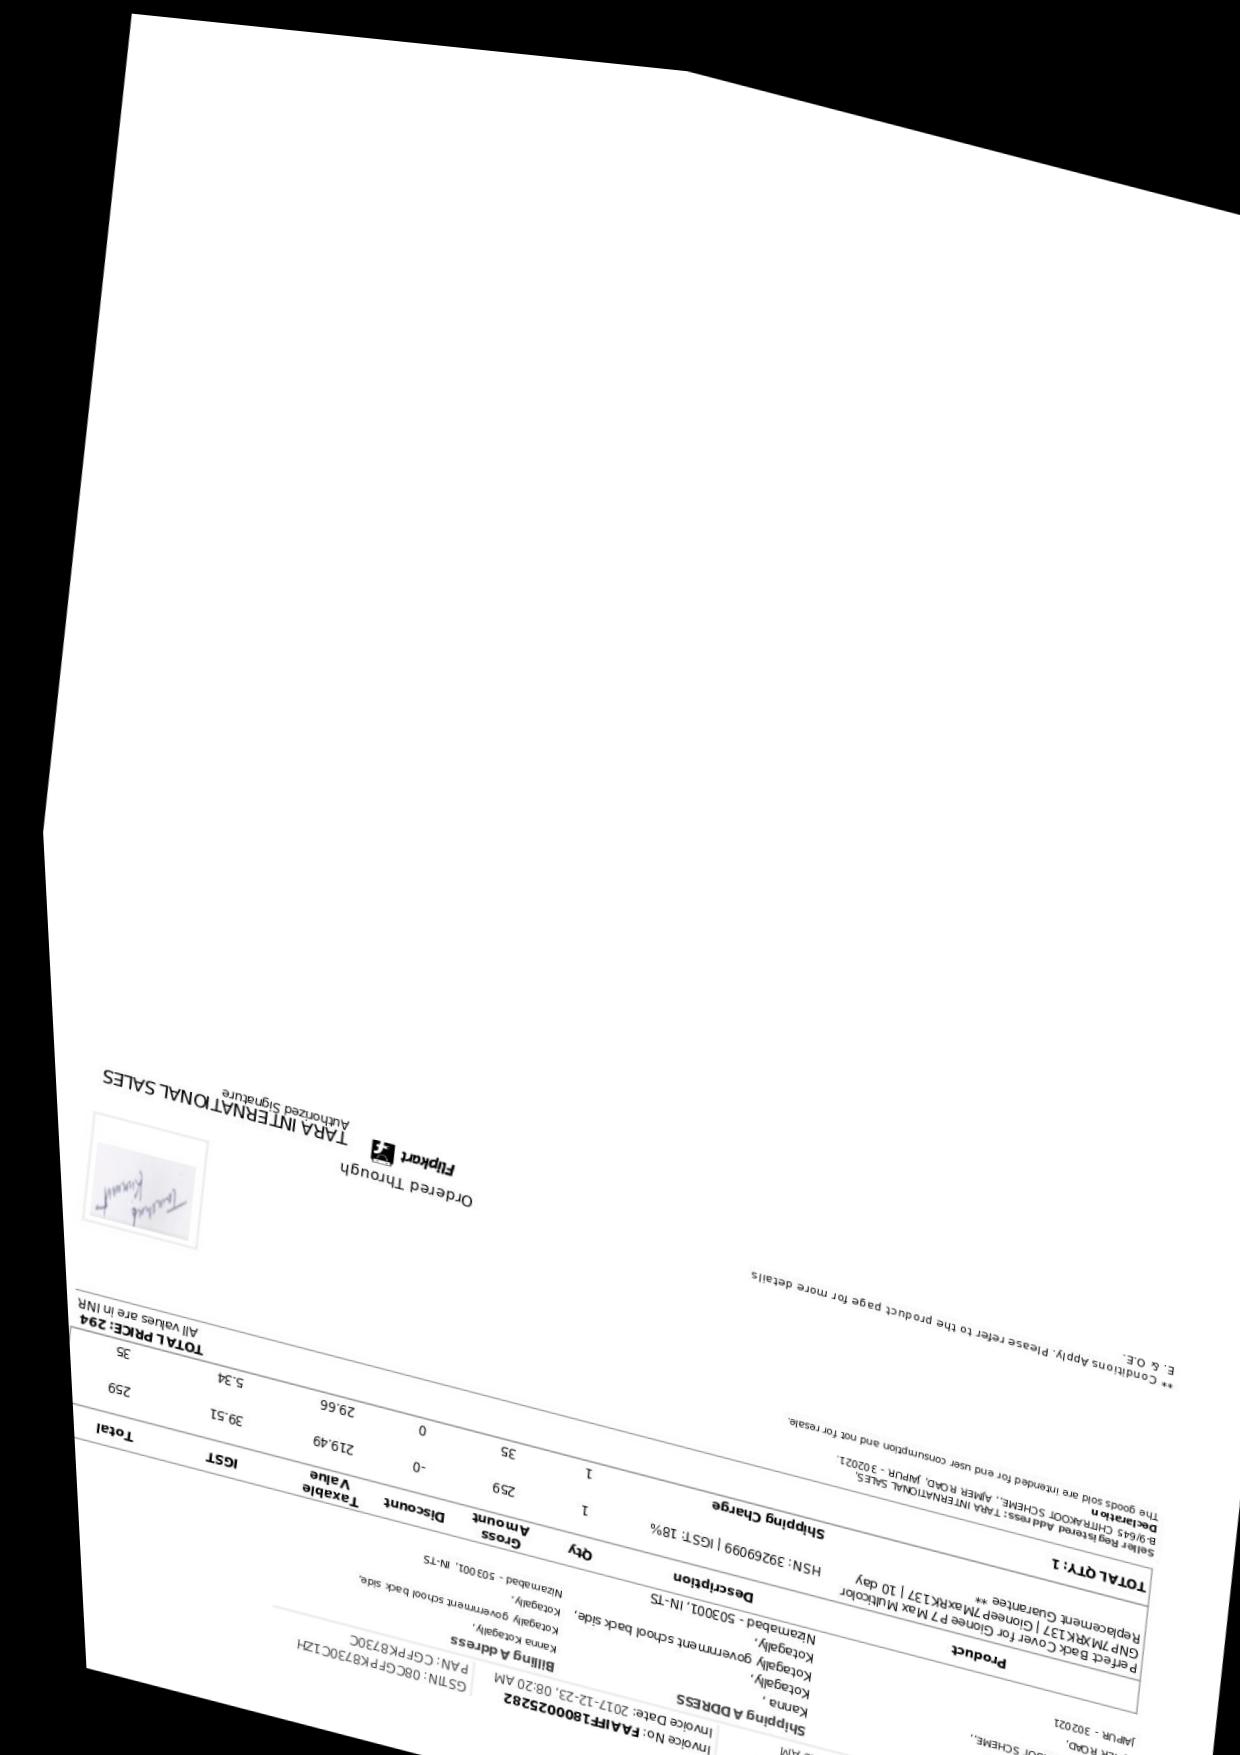 Invoice No: FAAIFF1800025282
Invoice Date: 2017-12-23, 08:20 AM
GSTIN: 08CGFPK8730C1ZH
PAN: CGFPK8730C
AM
SCHEME,,
ROAD,
JAIPUR - 302021
Shipping ADDRESS
Kanna ,
Kotagally,
Kotagally government school back side,
Kotagally,
Nizamabad - 503001, IN-TS
Billing Address
Kanna Kotagally,
Kotagally government school back side,
Kotagally,
Nizamabad - 503001, IN-TS
Product Description Qty Gross Amount Discount Taxable Value IGST Total
Perfect Back Cover for Gionee P7 Max Multicolor
GNP7MXRK137 | GioneeP7MaxRK137 | 10 day
Replacement Guarantee **
HSN: 39269099 | IGST: 18% 1 259 -0 219.49 39.51 259
Shipping Charge 1 35 0 29.66 5.34 35
TOTAL QTY: 1 TOTAL PRICE: 294
All values are in INR
Seller Registered Address: TARA INTERNATIONAL SALES,
B-9/645 CHITRAKOOT SCHEME,, AJMER ROAD, JAIPUR - 302021.
Declaration
The goods sold are intended for end user consumption and not for resale.
** Conditions Apply. Please refer to the product page for more details
E. & O.E.
Ordered Through
Flipkart
TARA INTERNATIONAL SALES
Authorized Signature